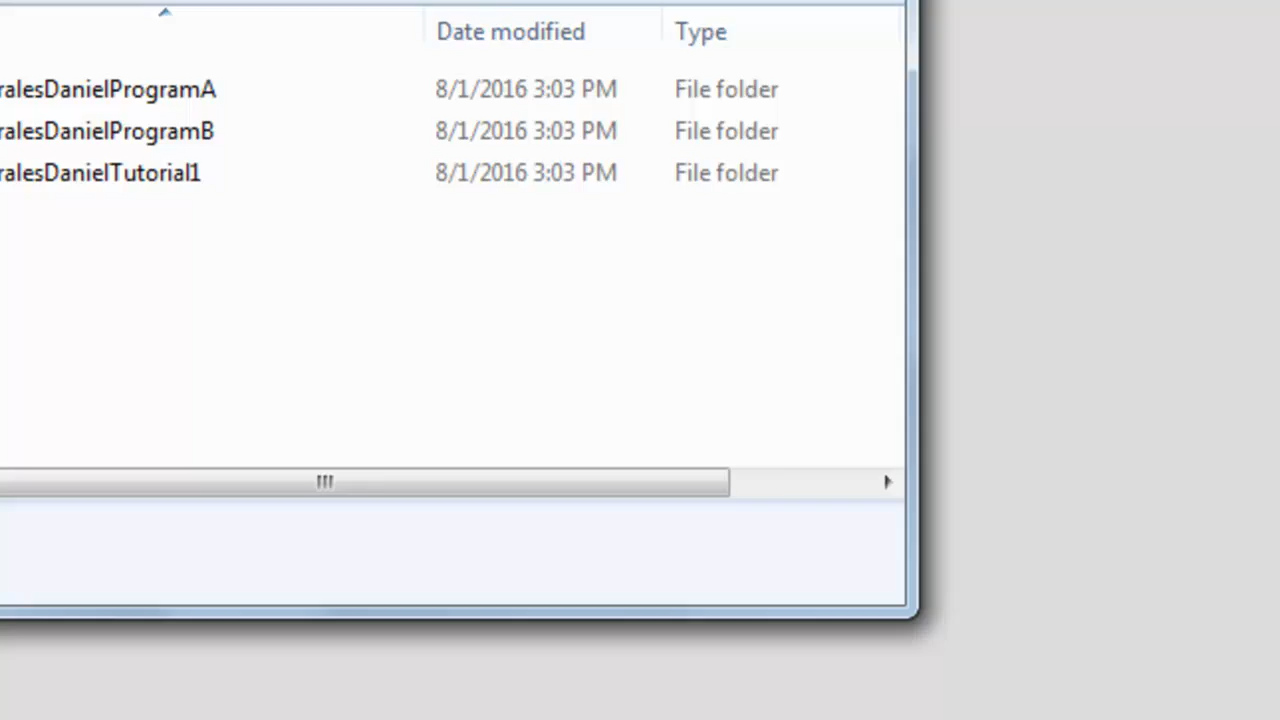 Date modified Type
ralesDanielProgramA 8/1/2016 3:03 PM File folder
ralesDanielProgramB 8/1/2016 3:03 PM File folder
ralesDanielTutorial1 8/1/2016 3:03 PM File folder